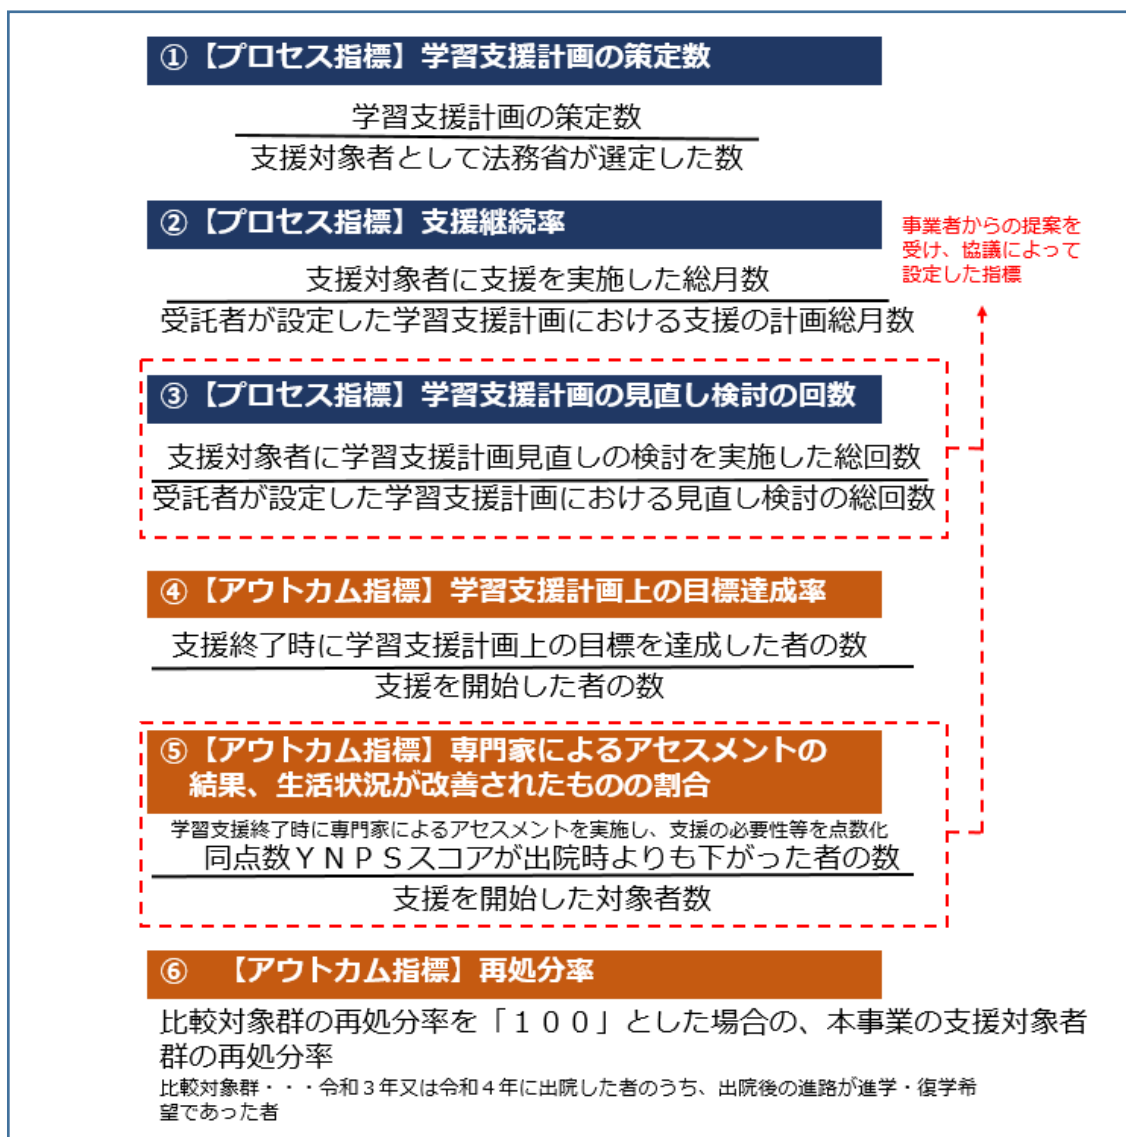 ①【プロセス指標】学習支援計画の策定数
学習支援計画の策定数
支援対象者として法務省が選定した数
②【プロセス指標】支援継続率
支援対象者に支援を実施した総月数
受託者が設定した学習支援計画における支援の計画総月数
事業者からの提案を
受け、協議によって
設定した指標
③【プロセス指標】学習支援計画の見直し検討の回数
支援対象者に学習支援計画見直しの検討を実施した総回数
受託者が設定した学習支援計画における見直し検討の総回数
④【アウトカム指標】学習支援計画上の目標達成率
支援終了時に学習支援計画上の目標を達成した者の数
支援を開始した者の数
⑤【アウトカム指標】専門家によるアセスメントの
結果、生活状況が改善されたものの割合
学習支援終了時に専門家によるアセスメントを実施し、支援の必要性等を点数化
同点数ＹＮＰＳスコアが出院時よりも下がった者の数
支援を開始した対象者数
⑥　【アウトカム指標】再処分率
比較対象群の再処分率を「１００」とした場合の、本事業の支援対象者
群の再処分率
比較対象群・・・令和３年又は令和４年に出院した者のうち、出院後の進路が進学・復学希
望であった者